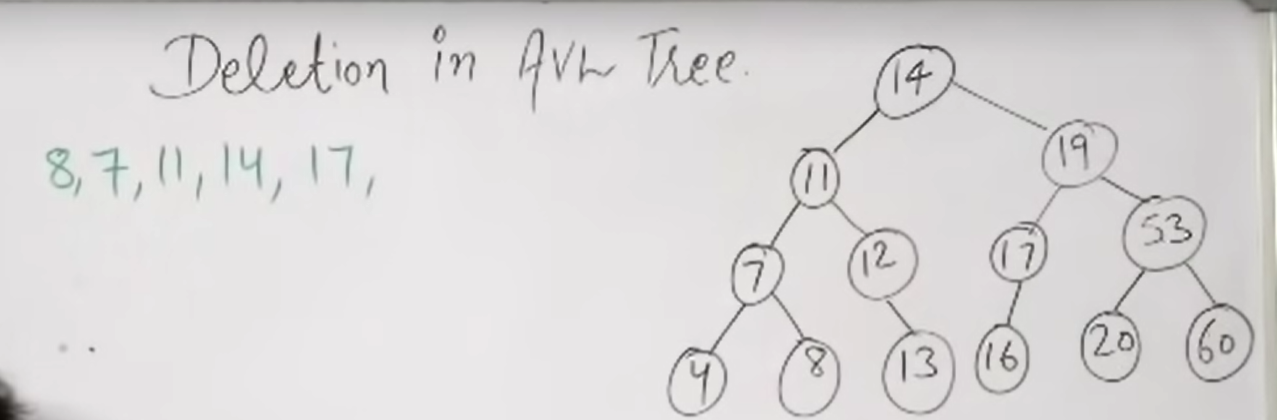 Deletion in AVL Tree.
8, 7, 11, 14, 17,
14
11 19
7 12 17 53
4 8 13 16 20 60